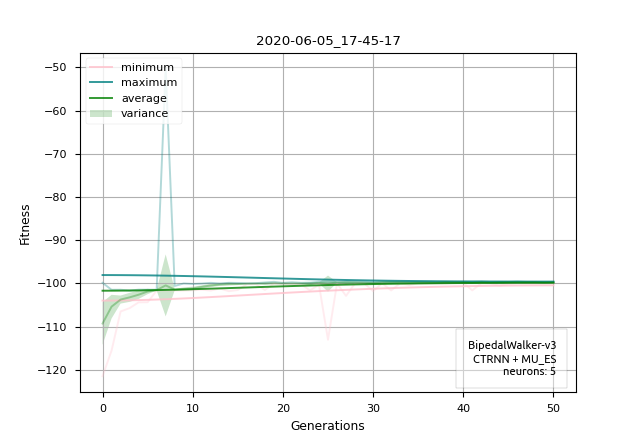 2020-06-05_17-45-17
minimum
maximum
average
variance
−50
−60
−70
−80
−90
−100
−110
−120
Fitness
BipedalWalker-v3
CTRNN + MU_ES
neurons: 5
0
10
20
30
40
50
Generations